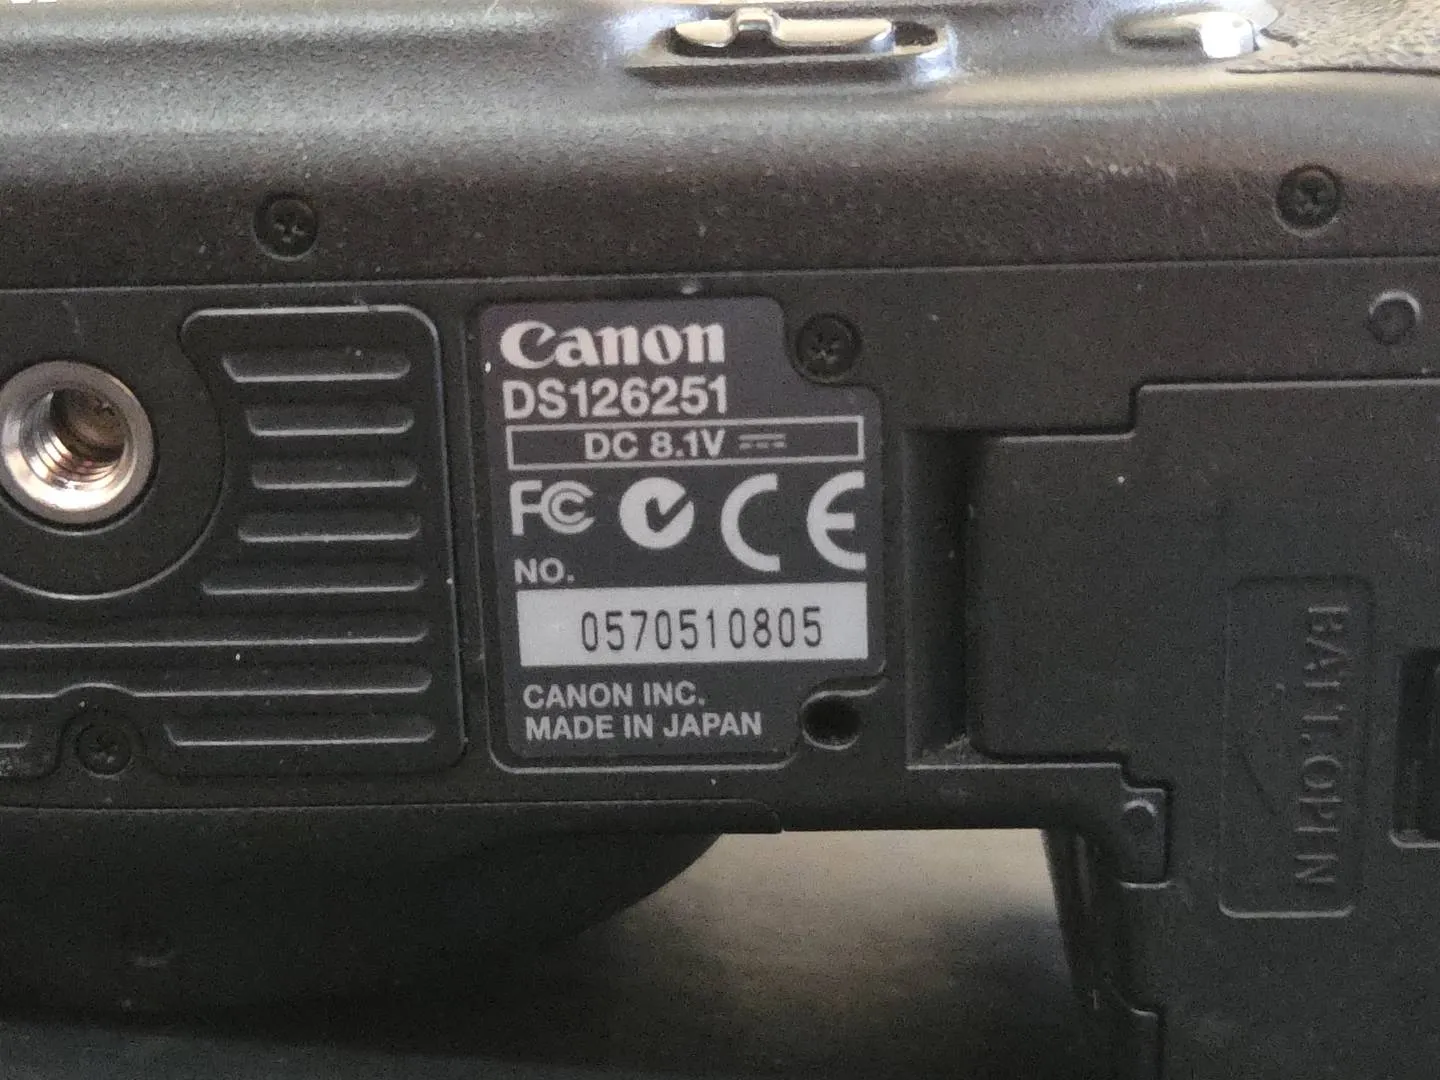 Canon
DS126251
DC 8.1V
FC CE
NO.
0570510805
CANON INC.
MADE IN JAPAN
BATT.OPEN